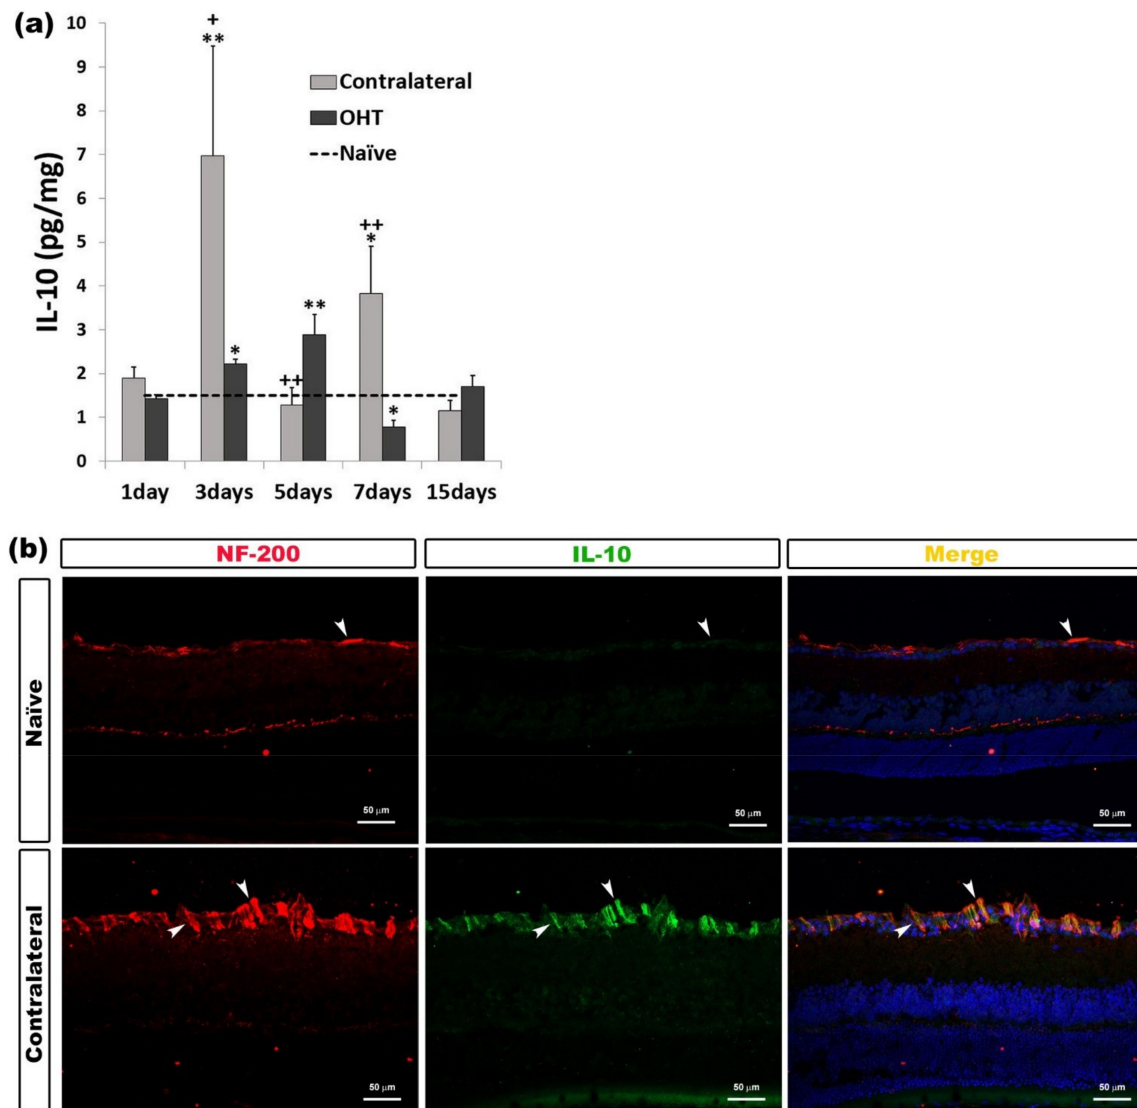 (a)
IL-10 (pg/mg)
10
9
8
7
6
5
4
3
2
1
0
+
**
*
++
**
++
*
*
Contralateral
OHT
Naïve
1day 3days 5days 7days 15days
(b)
NF-200 IL-10 Merge
Naïve
50 µm 50 µm 50 µm
Contralateral
50 µm 50 µm 50 µm